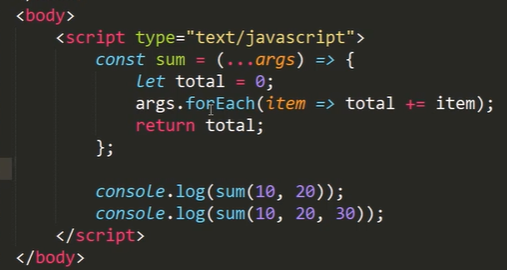 <body>
<script type="text/javascript">
const sum = (...args) => {
let total = 0;
args.forEach(item => total += item);
return total;
};
console.log(sum(10, 20));
console.log(sum(10, 20, 30));
</script>
</body>